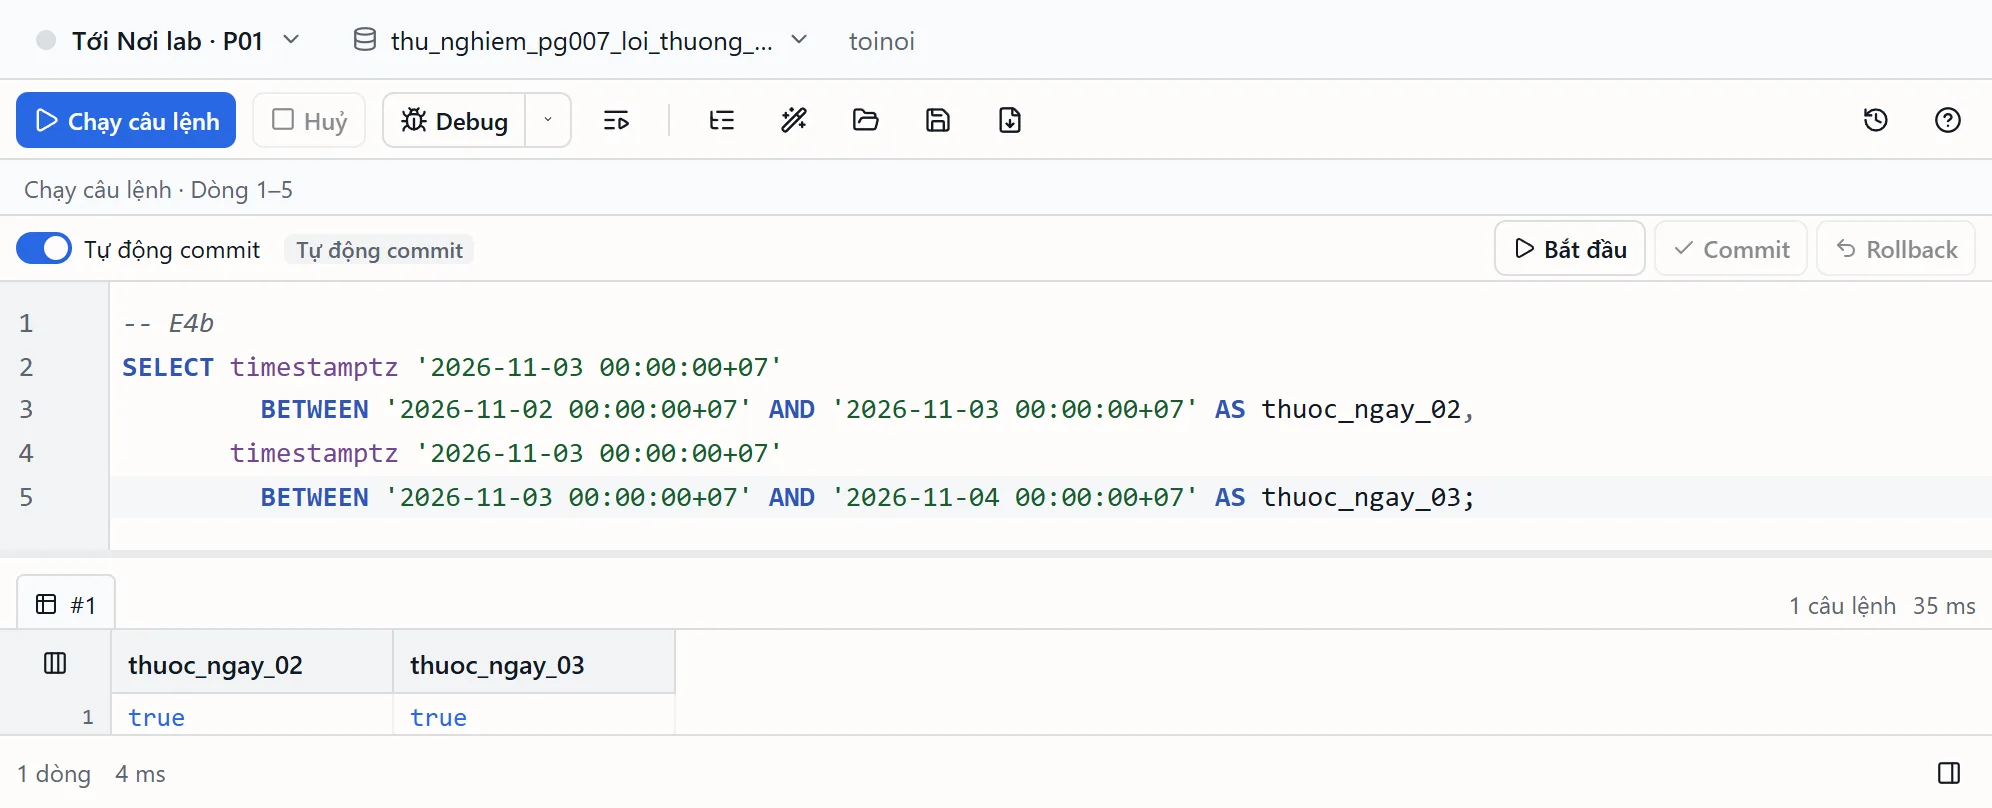 Tới Nơi lab · P01 thu_nghiem_pg007_loi_thuong_... toinoi
Chạy câu lệnh Huỷ Debug
Chạy câu lệnh · Dòng 1–5
Tự động commit Tự động commit Bắt đầu Commit Rollback
1 -- E4b
2 SELECT timestamptz '2026-11-03 00:00:00+07'
3 BETWEEN '2026-11-02 00:00:00+07' AND '2026-11-03 00:00:00+07' AS thuoc_ngay_02,
4 timestamptz '2026-11-03 00:00:00+07'
5 BETWEEN '2026-11-03 00:00:00+07' AND '2026-11-04 00:00:00+07' AS thuoc_ngay_03;
#1 1 câu lệnh 35 ms
thuoc_ngay_02 thuoc_ngay_03
1 true true
1 dòng 4 ms